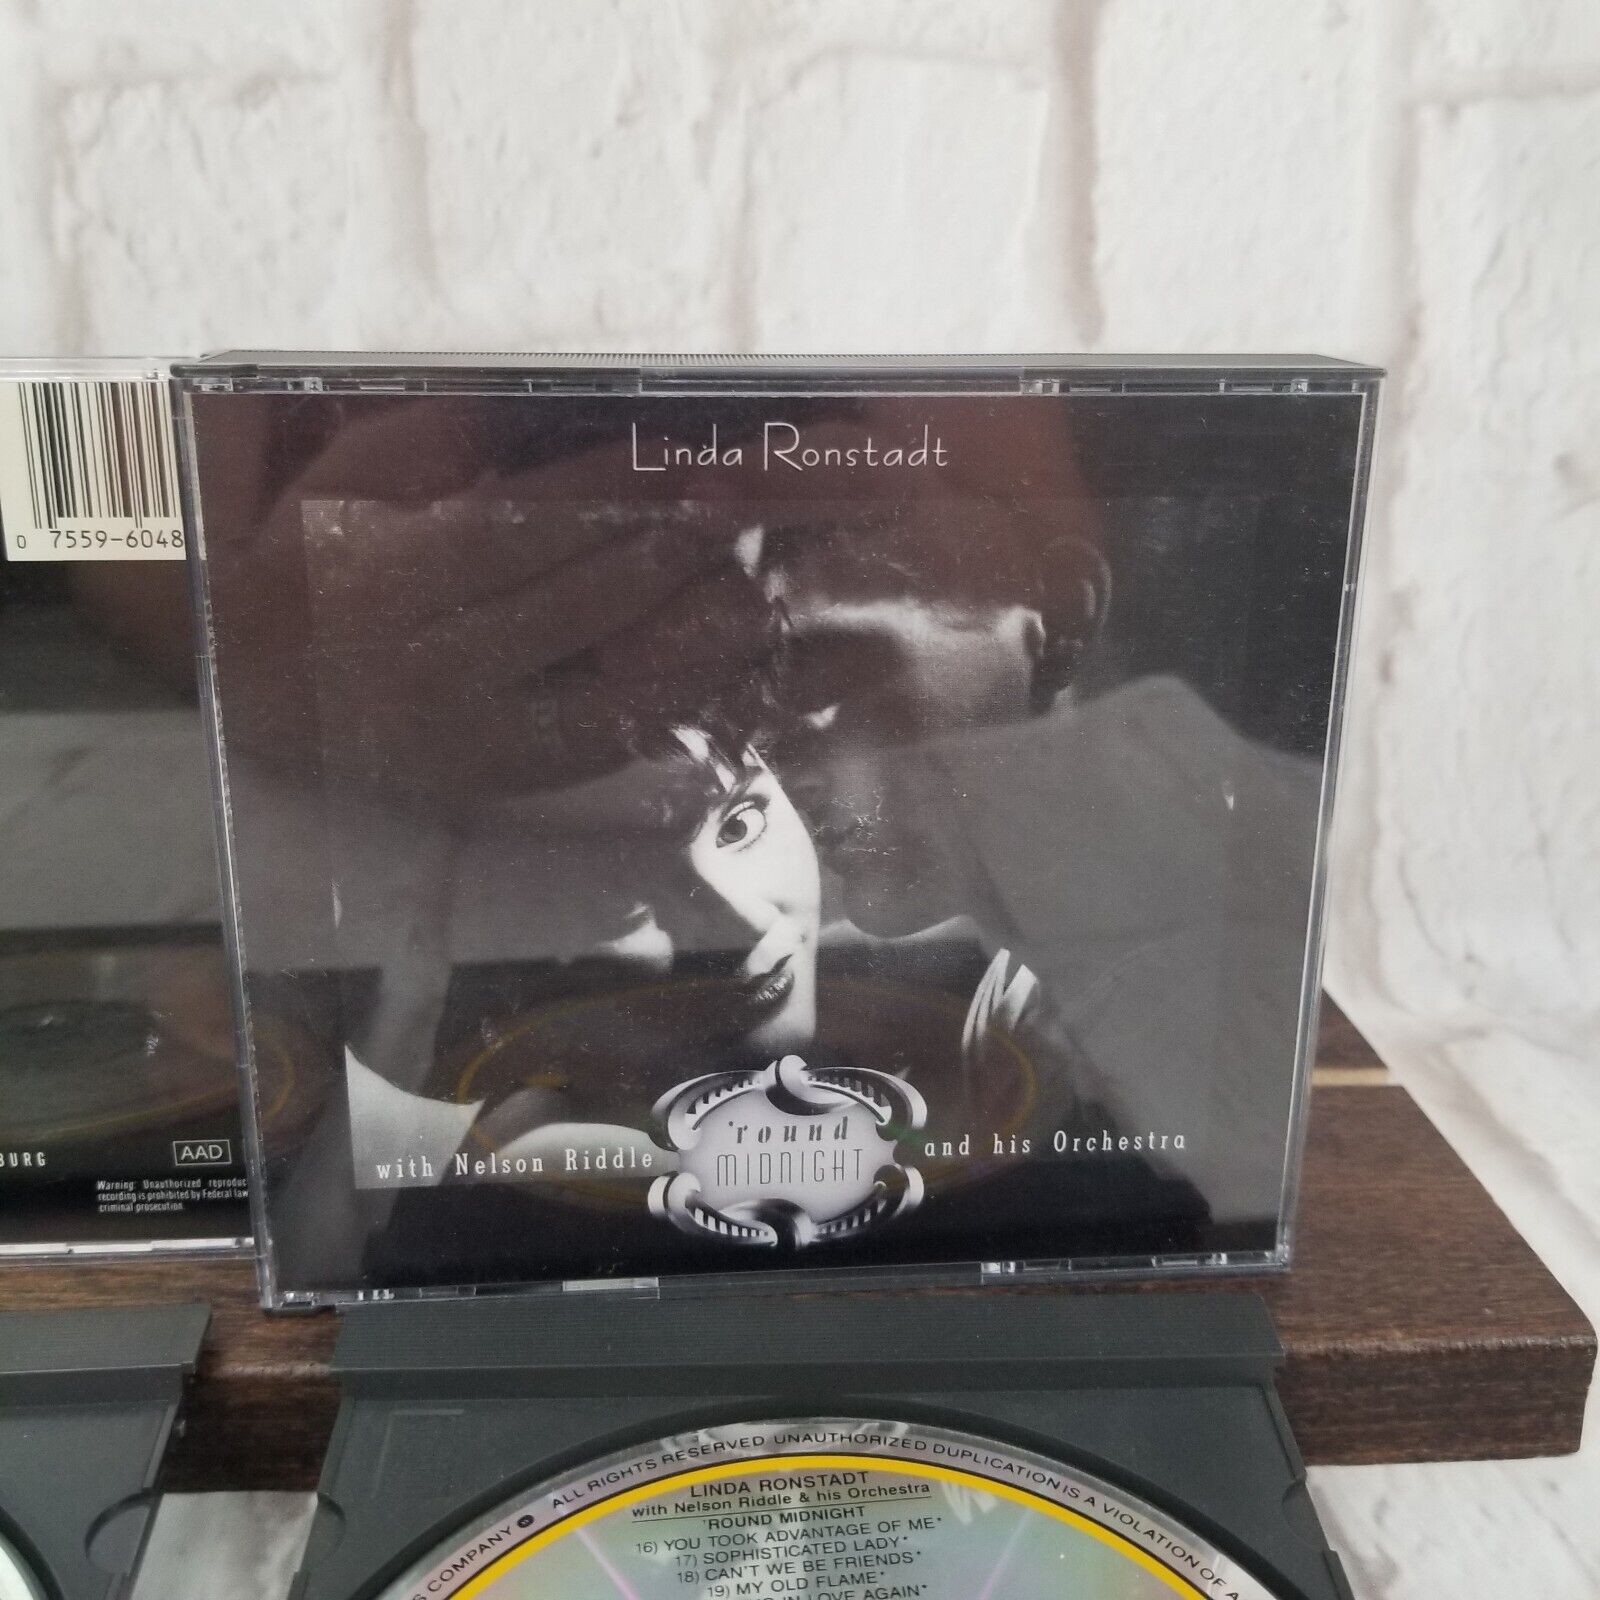 Linda Ronstadt
with Nelson Riddle
'round
MIDNIGHT
and his Orchestra
0 7559-6048
BURG
AAD
Warning: Unauthorized reproduc
recording is prohibited by Federal law
criminal prosecution.
S COMPANY ALL RIGHTS RESERVED UNAUTHORIZED DUPLICATION IS A VIOLATION OF A
LINDA RONSTADT
with Nelson Riddle & his Orchestra
'ROUND MIDNIGHT
16) YOU TOOK ADVANTAGE OF ME*
17) SOPHISTICATED LADY*
18) CAN'T WE BE FRIENDS*
19) MY OLD FLAME*
IN LOVE AGAIN*